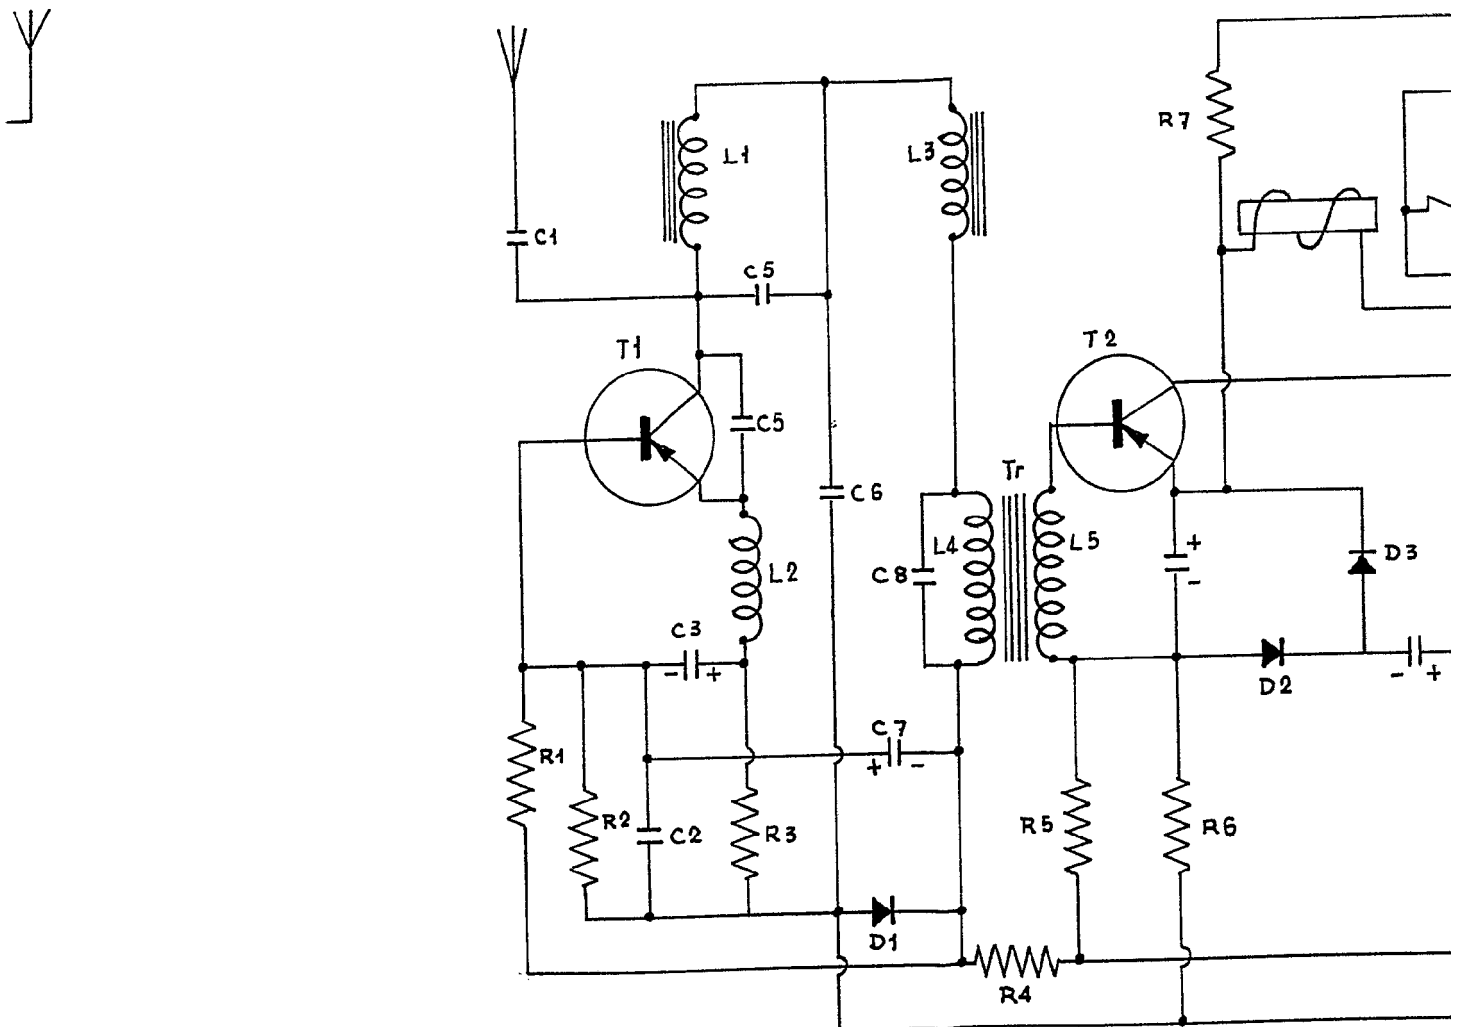 R7
L1
L3
C1
C5
T1
T2
C5
C6
Tr
L4
L5
+
D3
C8
-
L2
C3
- +
D2
- +
C7
+ -
R1
R2
C2
R3
R5
R6
D1
R4